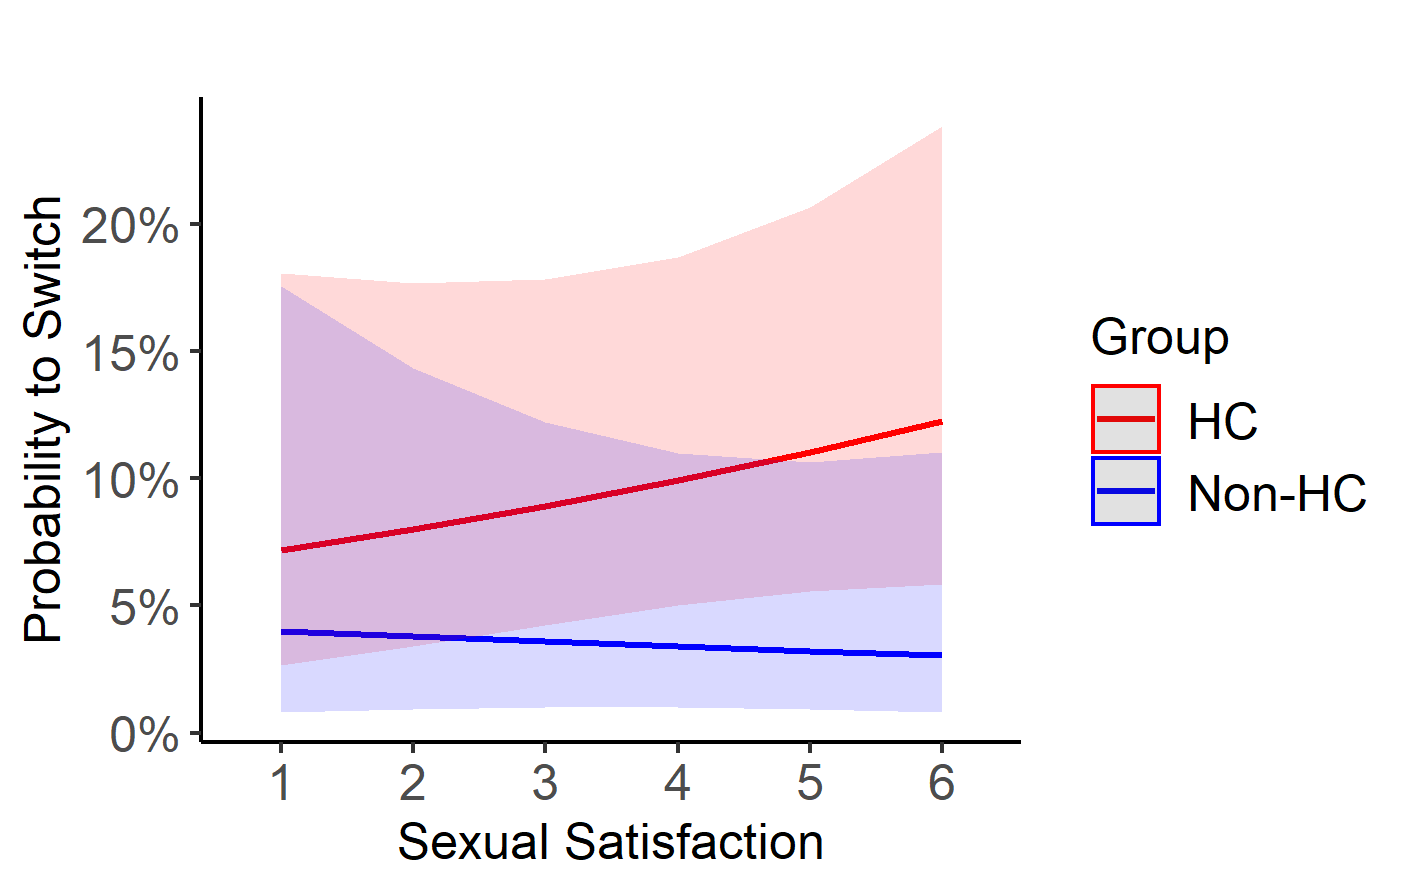 Probability to Switch
20%
15%
10%
5%
0%
1 2 3 4 5 6
Sexual Satisfaction
Group
HC
Non-HC